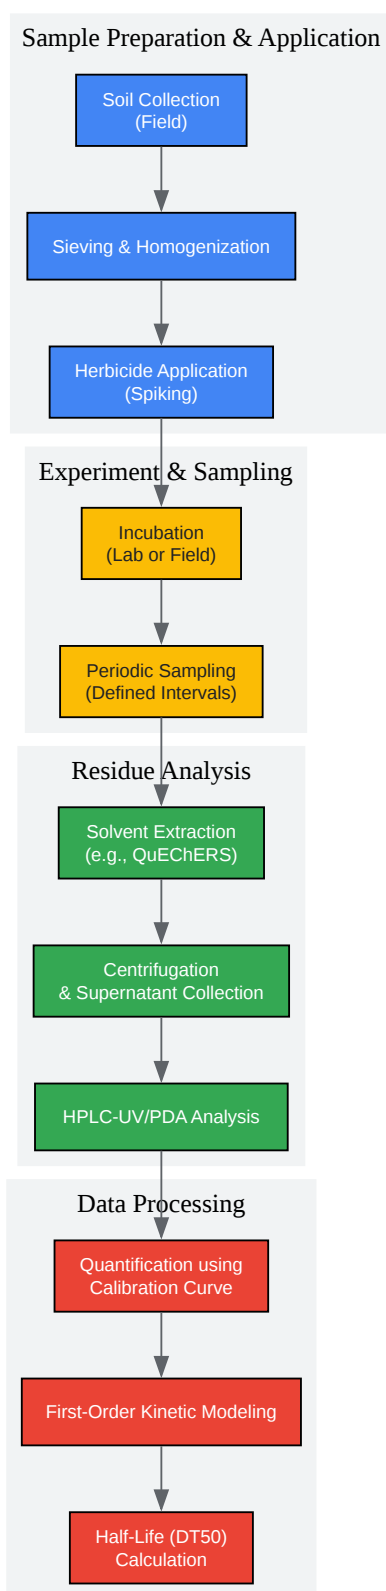 Sample Preparation & Application
Soil Collection
(Field)
Sieving & Homogenization
Herbicide Application
(Spiking)
Experiment & Sampling
Incubation
(Lab or Field)
Periodic Sampling
(Defined Intervals)
Residue Analysis
Solvent Extraction
(e.g., QuEChERS)
Centrifugation
& Supernatant Collection
HPLC-UV/PDA Analysis
Data Processing
Quantification using
Calibration Curve
First-Order Kinetic Modeling
Half-Life (DT50)
Calculation